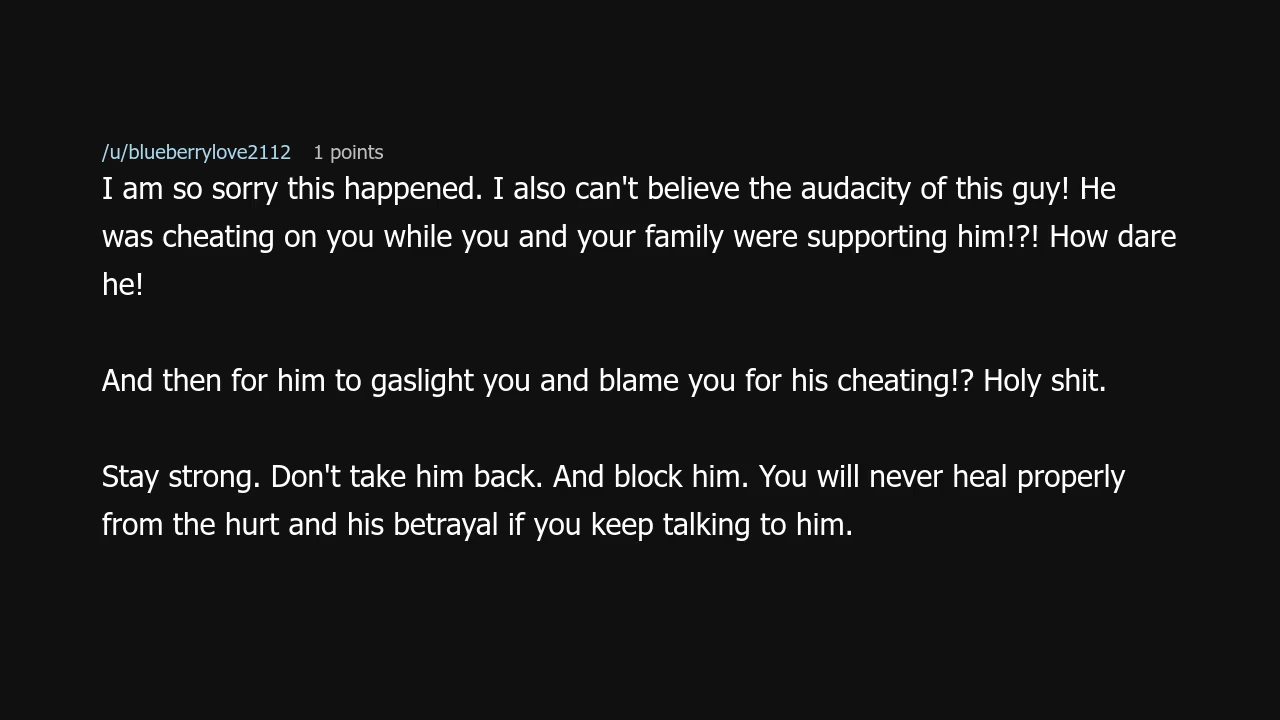 /u/blueberrylove2112 1 points
I am so sorry this happened. I also can't believe the audacity of this guy! He
was cheating on you while you and your family were supporting him!?! How dare
he!
And then for him to gaslight you and blame you for his cheating!? Holy shit.
Stay strong. Don't take him back. And block him. You will never heal properly
from the hurt and his betrayal if you keep talking to him.